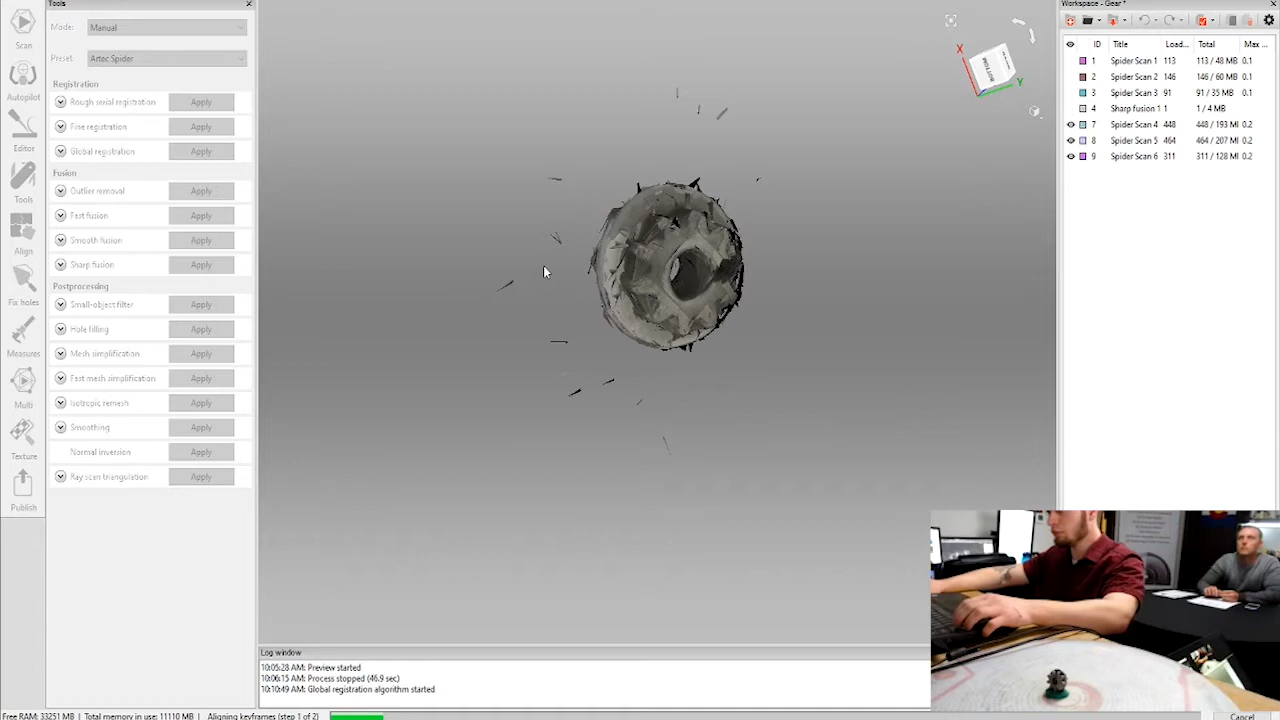 Tools
Workspace - Gear *
Mode: Manual
Preset: Artec Spider
Registration
Rough serial registration Apply
Fine registration Apply
Global registration Apply
Fusion
Outlier removal Apply
Fast fusion Apply
Smooth fusion Apply
Sharp fusion Apply
Postprocessing
Small-object filter Apply
Hole filling Apply
Mesh simplification Apply
Fast mesh simplification Apply
Isotropic remesh Apply
Smoothing Apply
Normal inversion Apply
Ray scan triangulation Apply
Scan
Autopilot
Editor
Tools
Align
Fix holes
Measures
Multi
Texture
Publish
X
Y
BOTTOM
ID Title Load... Total Max ...
1 Spider Scan 1 113 113 / 48 MB 0.1
2 Spider Scan 2 146 146 / 60 MB 0.1
3 Spider Scan 3 91 91 / 35 MB 0.1
4 Sharp fusion 1 1 1 / 4 MB
7 Spider Scan 4 448 448 / 193 MI 0.2
8 Spider Scan 5 464 464 / 207 MI 0.2
9 Spider Scan 6 311 311 / 128 MI 0.2
Log window
10:05:28 AM: Preview started
10:06:15 AM: Process stopped (46.9 sec)
10:10:49 AM: Global registration algorithm started
Free RAM: 33251 MB | Total memory in use: 11110 MB | Aligning keyframes (step 1 of 2)
Cancel